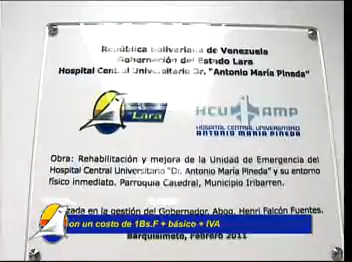 República Bolivariana de Venezuela
Gobernación del Estado Lara
Hospital Central Universitario Dr. "Antonio María Pineda"
Lara
HCU AMP
HOSPITAL CENTRAL UNIVERSITARIO
ANTONIO MARIA PINEDA
Obra: Rehabilitación y mejora de la Unidad de Emergencia del
Hospital Central Universitario "Dr. Antonio María Pineda" y su entorno
físico inmediato. Parroquia Catedral, Municipio Iribarren.
en la gestión del Gobernador, Abog. Henri Falcón Fuentes.
on un costo de 1Bs.F + básico + IVA
Barquisimeto, Febrero 2011